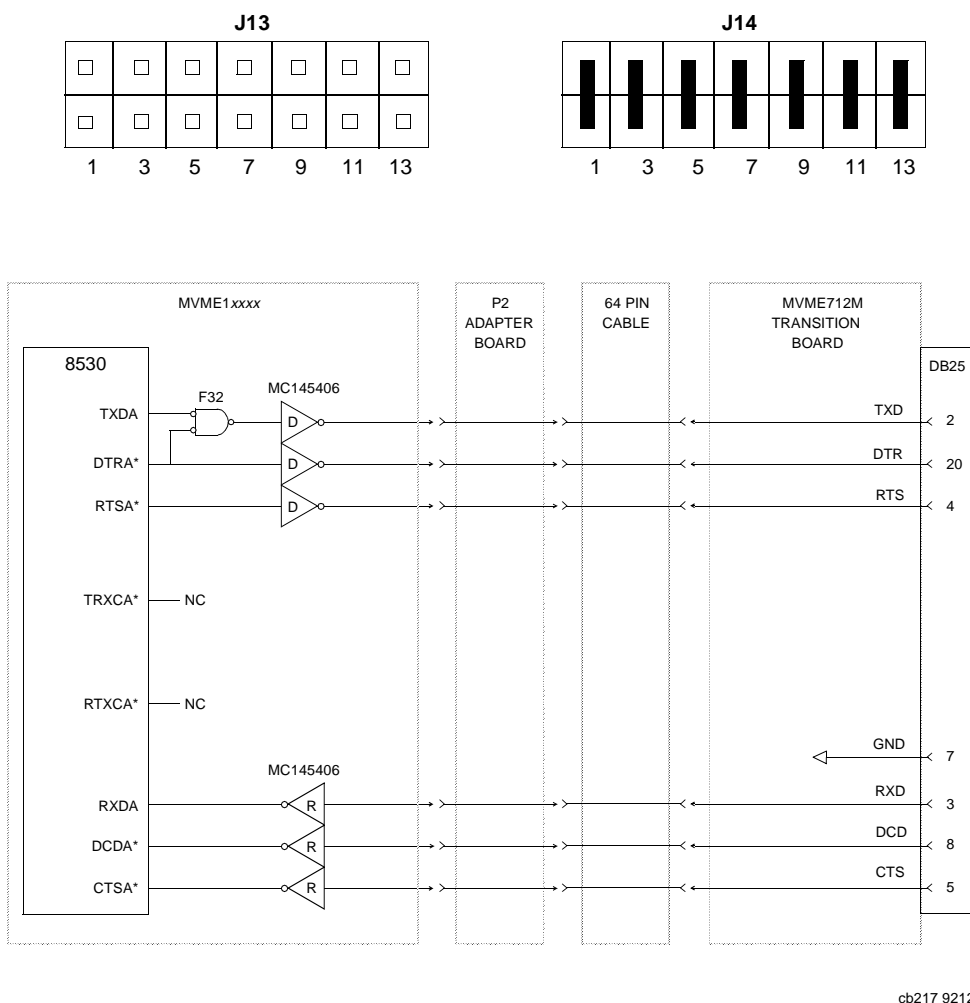 J13
J14
1 3 5 7 9 11 13
1 3 5 7 9 11 13
MVME1xxxx
P2
ADAPTER
BOARD
64 PIN
CABLE
MVME712M
TRANSITION
BOARD
8530
DB25
F32
MC145406
TXDA
D
TXD
2
DTRA*
D
DTR
20
RTSA*
D
RTS
4
TRXCA*
NC
RTXCA*
NC
GND
7
MC145406
RXDA
R
RXD
3
DCDA*
R
DCD
8
CTSA*
R
CTS
5
cb217 9212